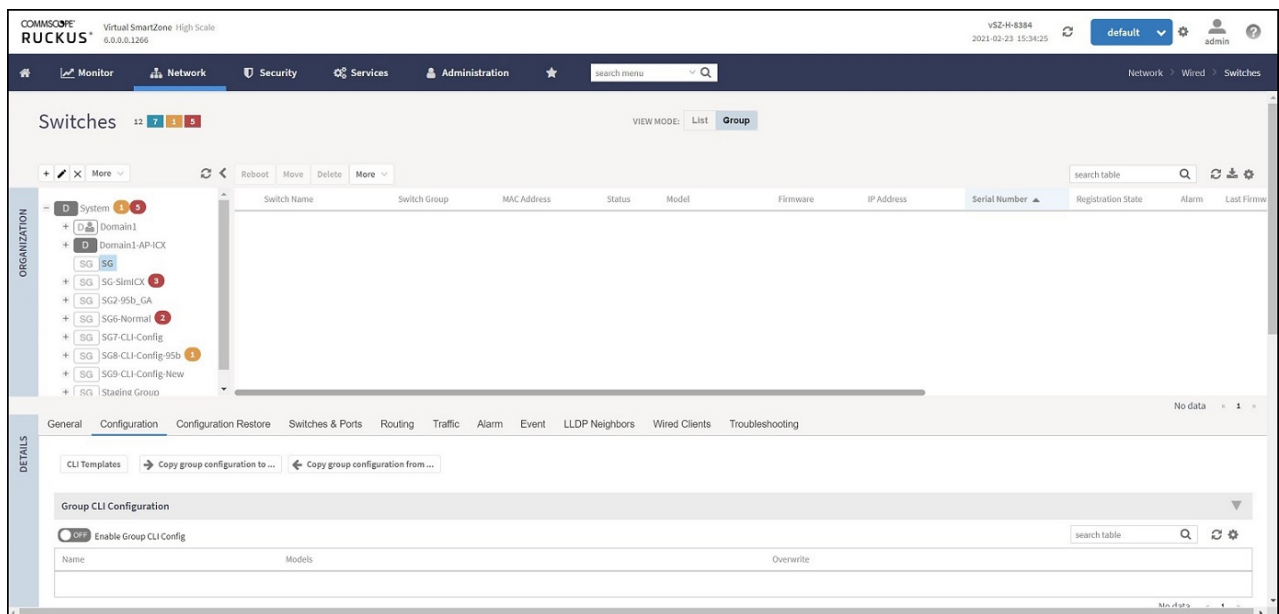 COMMSCOPE
RUCKUS
Virtual SmartZone High Scale
6.0.0.0.1266
vSZ-H-8384
2021-02-23 15:34:25
default
admin
Monitor Network Security Services Administration search menu Network > Wired > Switches
Switches 12 7 1 5 VIEW MODE: List Group
+ More Reboot Move Delete More search table
ORGANIZATION
Switch Name Switch Group MAC Address Status Model Firmware IP Address Serial Number Registration State Alarm Last Firmw
D System 1 5
+ D Domain1
+ D Domain1-AP-ICX
SG SG
+ SG SG-SimICX 3
+ SG SG2-95b_GA
+ SG SG6-Normal 2
+ SG SG7-CLI-Config
+ SG SG8-CLI-Config-95b 1
+ SG SG9-CLI-Config-New
+ SG Staging Group
No data « 1 »
DETAILS
General Configuration Configuration Restore Switches & Ports Routing Traffic Alarm Event LLDP Neighbors Wired Clients Troubleshooting
CLI Templates Copy group configuration to ... Copy group configuration from ...
Group CLI Configuration
OFF Enable Group CLI Config search table
Name Models Overwrite
No data « 1 »